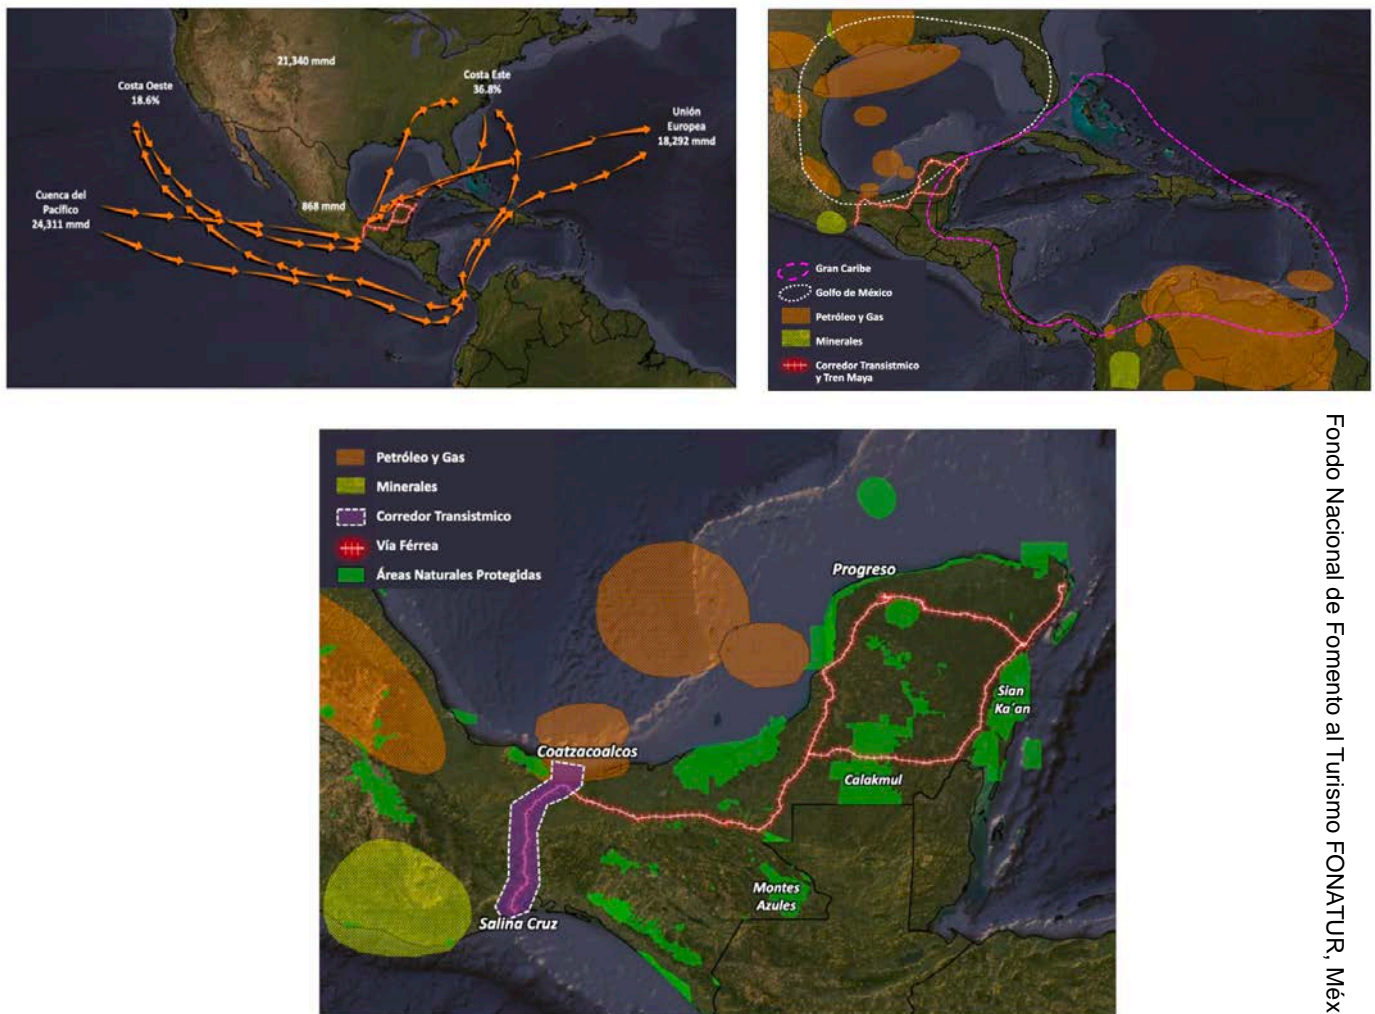 21,340 mmd
Costa Oeste
18.6%
Costa Este
36.8%
Unión
Europea
18,292 mmd
Cuenca del
Pacífico
24,311 mmd
868 mmd
Gran Caribe
Golfo de México
Petróleo y Gas
Minerales
Corredor Transistmico
y Tren Maya
Petróleo y Gas
Minerales
Corredor Transistmico
Vía Férrea
Áreas Naturales Protegidas
Progreso
Sian
Ka´an
Coatzacoalcos
Calakmul
Montes
Azules
Salina Cruz
Fondo Nacional de Fomento al Turismo FONATUR, Méx